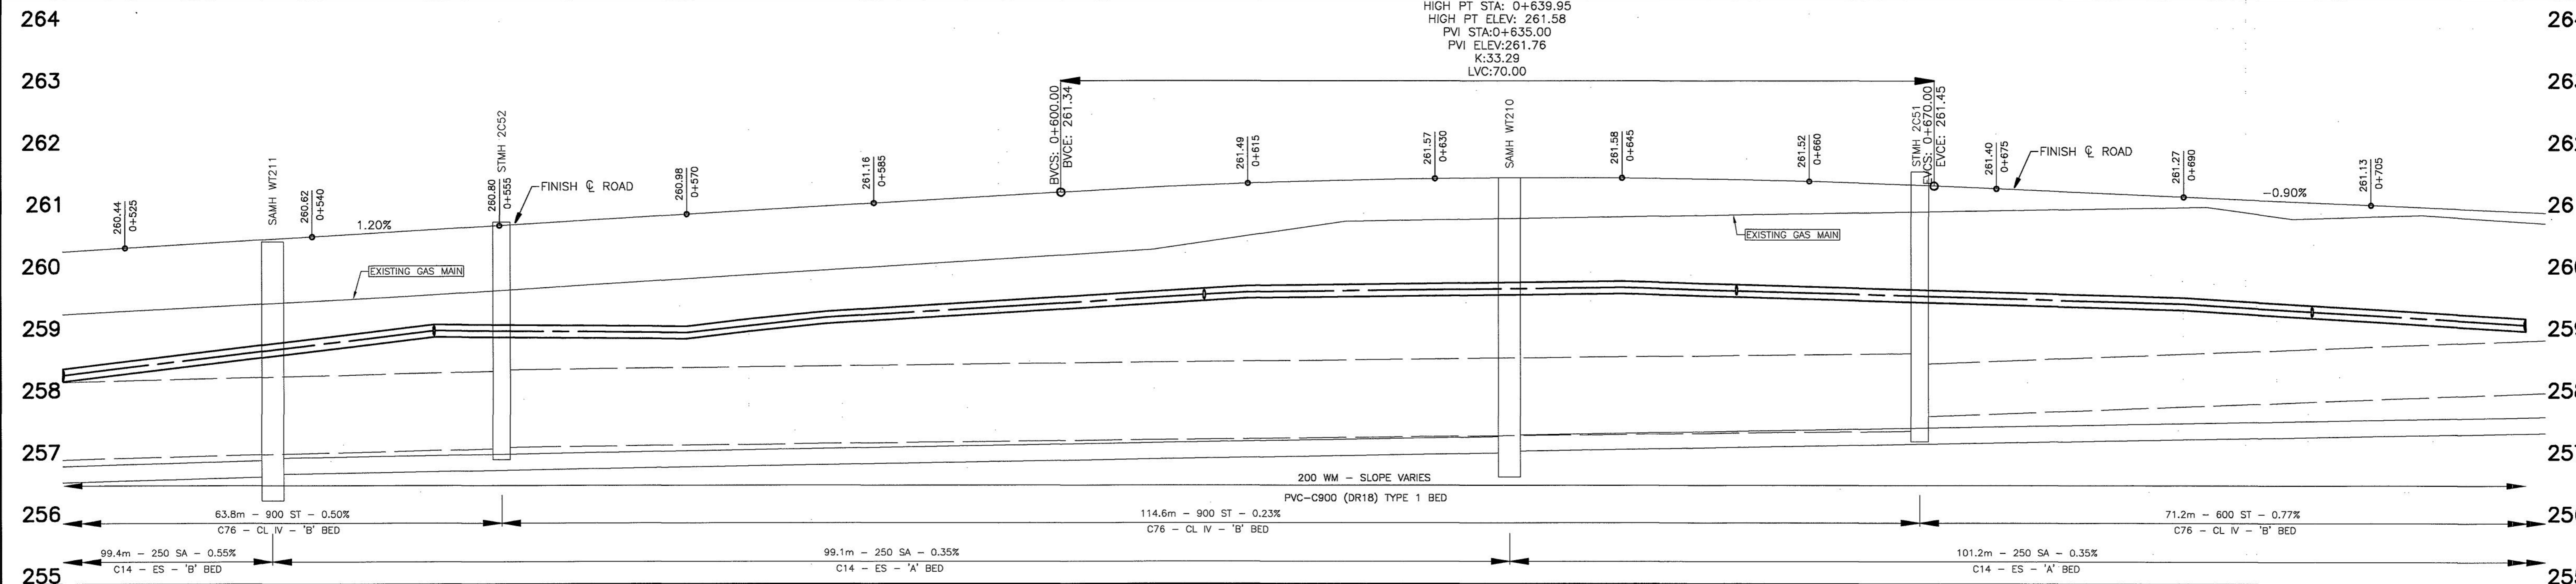 HIGH PT STA: 0+639.95
HIGH PT ELEV: 261.58
PVI STA:0+635.00
PVI ELEV:261.76
K:33.29
LVC:70.00
264
263
262
261
260
259
258
257
256
255
260.44
0+525
SAMH WT211
260.62
0+540
1.20%
260.80
0+555
STMH 2C52
FINISH ℄ ROAD
260.98
0+570
261.16
0+585
BVCS: 0+600.00
BVCE: 261.34
261.49
0+615
261.57
0+630
SAMH WT210
261.58
0+645
261.52
0+660
STMH 2C51
EVCS: 0+670.00
EVCE: 261.45
261.40
0+675
FINISH ℄ ROAD
261.27
0+690
-0.90%
261.13
0+705
EXISTING GAS MAIN
EXISTING GAS MAIN
200 WM - SLOPE VARIES
PVC-C900 (DR18) TYPE 1 BED
63.8m - 900 ST - 0.50%
C76 - CL IV - 'B' BED
114.6m - 900 ST - 0.23%
C76 - CL IV - 'B' BED
71.2m - 600 ST - 0.77%
C76 - CL IV - 'B' BED
99.4m - 250 SA - 0.55%
C14 - ES - 'B' BED
99.1m - 250 SA - 0.35%
C14 - ES - 'A' BED
101.2m - 250 SA - 0.35%
C14 - ES - 'A' BED